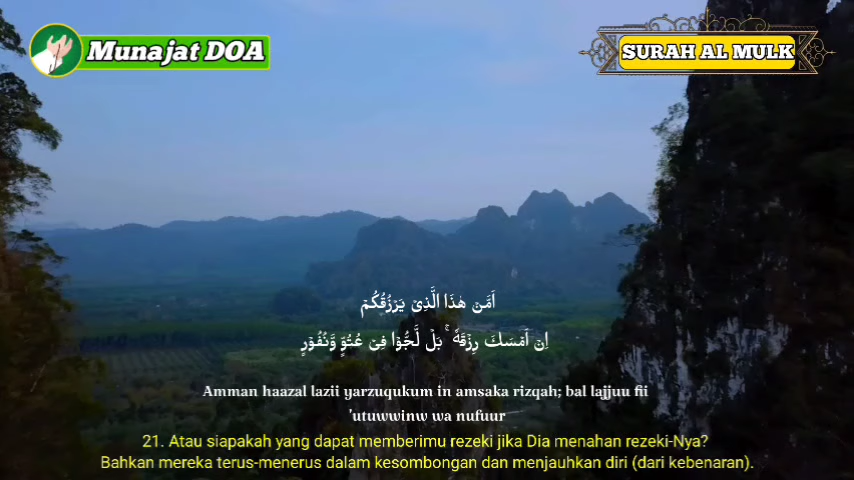 Munajat DOA
SURAH AL MULK
اَمَّنْ هٰذَا الَّذِيْ يَرْزُقُكُمْ
اِنْ اَمْسَكَ رِزْقَهٗ ۚ بَلْ لَّجُّوْا فِيْ عُتُوٍّ وَّنُفُوْرٍ
Amman haazal lazii yarzuqukum in amsaka rizqah; bal lajjuu fii
'utuwwinw wa nufuur
21. Atau siapakah yang dapat memberimu rezeki jika Dia menahan rezeki-Nya?
Bahkan mereka terus-menerus dalam kesombongan dan menjauhkan diri (dari kebenaran).